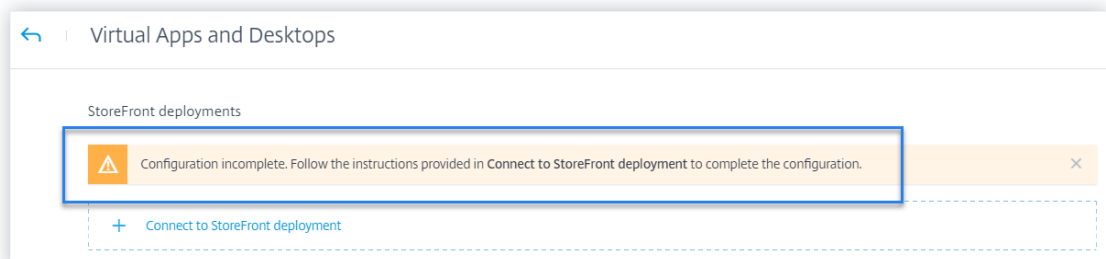 Virtual Apps and Desktops
StoreFront deployments
Configuration incomplete. Follow the instructions provided in Connect to StoreFront deployment to complete the configuration.
+ Connect to StoreFront deployment